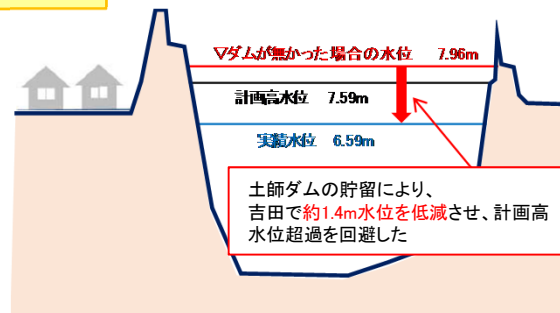 ▽ダムが無かった場合の水位 7.96m
計画高水位 7.59m
実績水位 6.59m
土師ダムの貯留により、
吉田で約1.4m水位を低減させ、計画高
水位超過を回避した